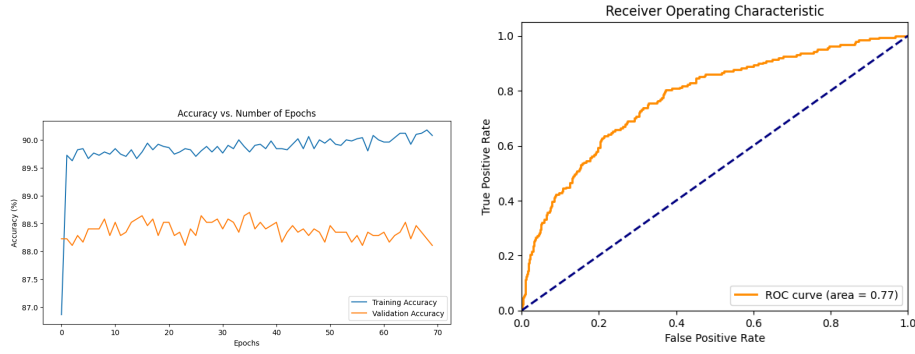 Accuracy vs. Number of Epochs
Accuracy (%)
90.0
89.5
89.0
88.5
88.0
87.5
87.0
0 10 20 30 40 50 60 70
Epochs
Training Accuracy
Validation Accuracy
Receiver Operating Characteristic
True Positive Rate
1.0
0.8
0.6
0.4
0.2
0.0
0.0 0.2 0.4 0.6 0.8 1.0
False Positive Rate
ROC curve (area = 0.77)